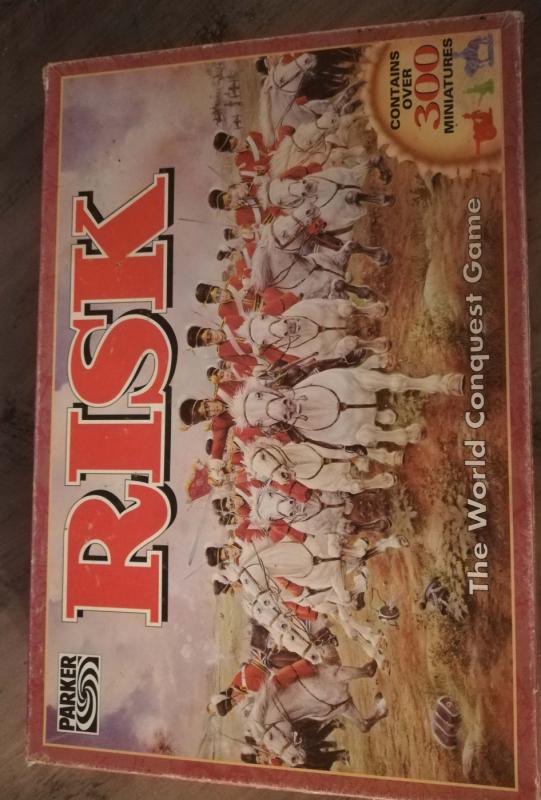 PARKER
RISK
CONTAINS
OVER
300
MINIATURES
The World Conquest Game